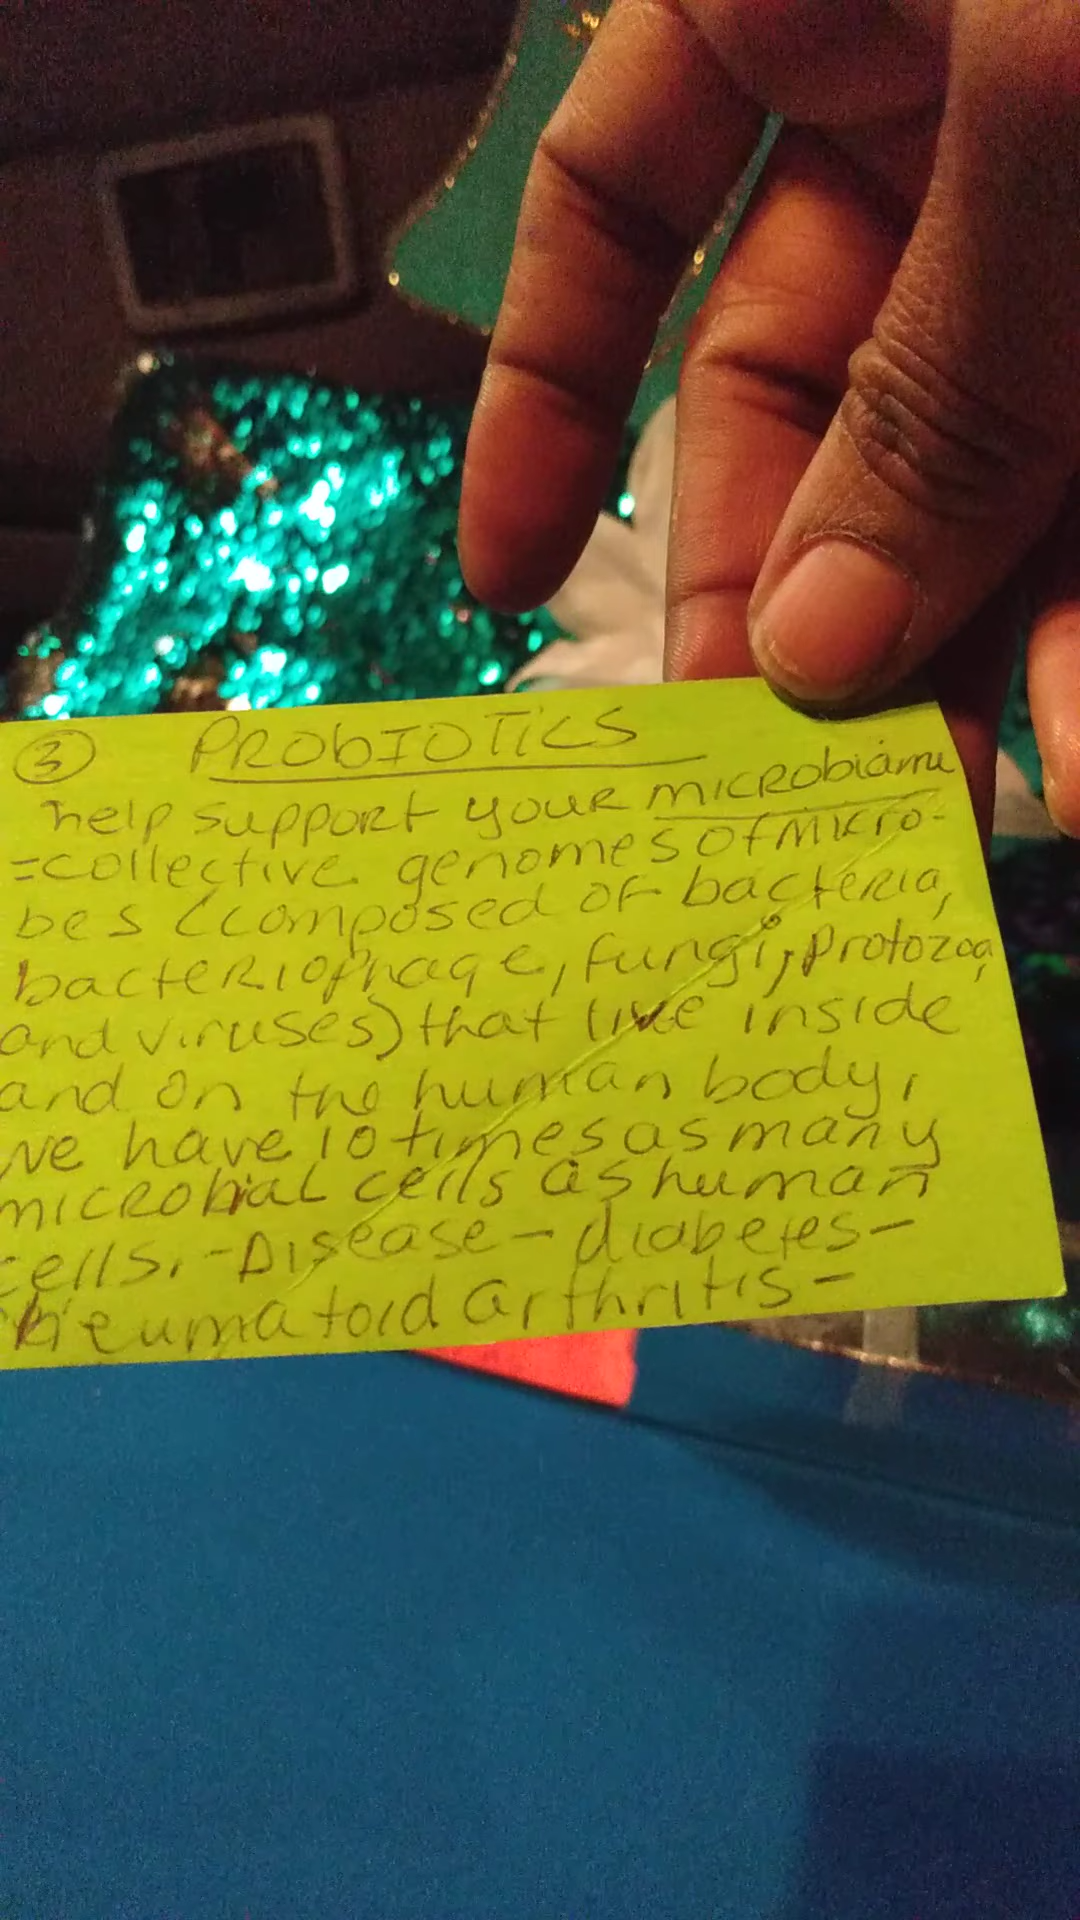 3 PROBIOTICS
help support your microbiome
=collective genomes of micro-
bes (composed of bacteria,
bacteriophage, fungi, protozoa,
and viruses) that live inside
and on the human body,
We have 10 times as many
microbial cells as human
cells. - Disease - diabetes -
rheumatoid arthritis -